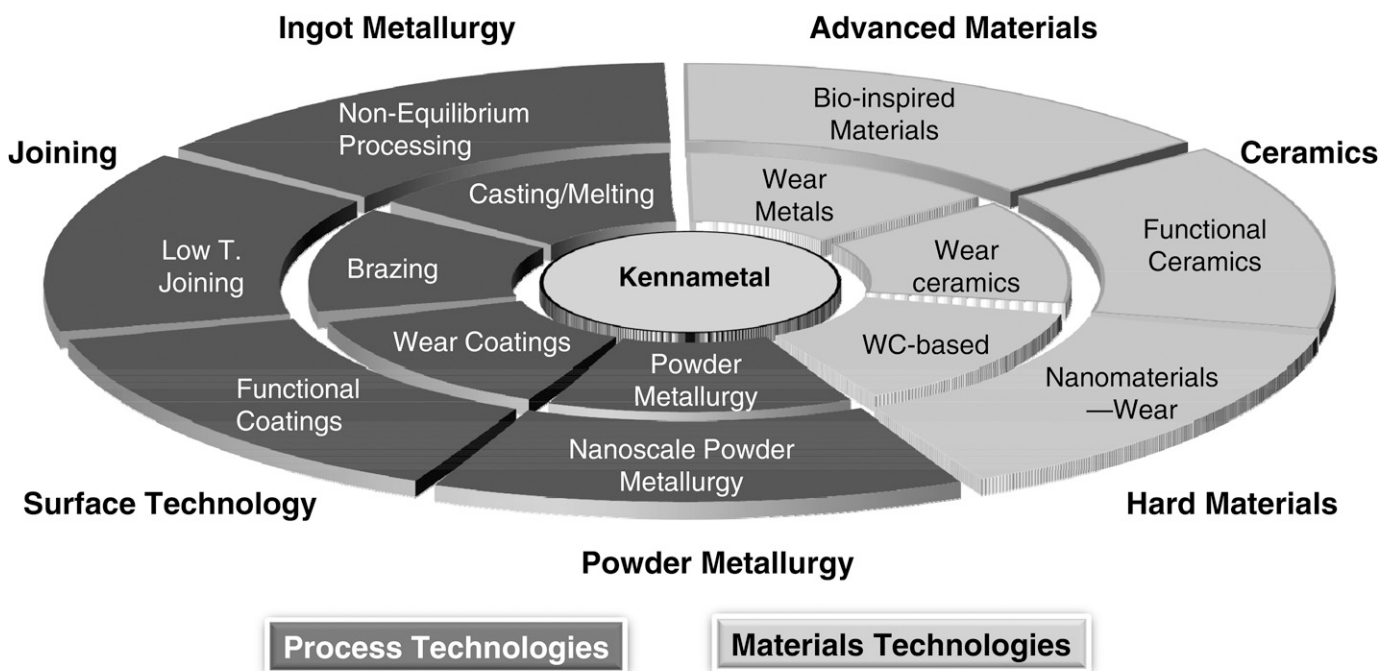 Ingot Metallurgy
Advanced Materials
Non-Equilibrium
Processing
Bio-inspired
Materials
Joining
Ceramics
Casting/Melting
Wear
Metals
Low T.
Joining
Brazing
Kennametal
Wear
ceramics
Functional
Ceramics
Wear Coatings
Powder
Metallurgy
WC-based
Functional
Coatings
Nanomaterials
—Wear
Nanoscale Powder
Metallurgy
Surface Technology
Hard Materials
Powder Metallurgy
Process Technologies
Materials Technologies